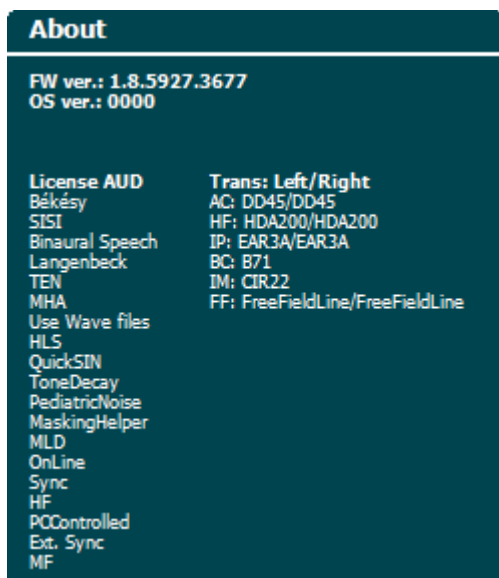 About
FW ver.: 1.8.5927.3677
OS ver.: 0000
License AUD
Békésy
SISI
Binaural Speech
Langenbeck
TEN
MHA
Use Wave files
HLS
QuickSIN
ToneDecay
PediatricNoise
MaskingHelper
MLD
OnLine
Sync
HF
PCControlled
Ext. Sync
MF
Trans: Left/Right
AC: DD45/DD45
HF: HDA200/HDA200
IP: EAR3A/EAR3A
BC: B71
IM: CIR22
FF: FreeFieldLine/FreeFieldLine